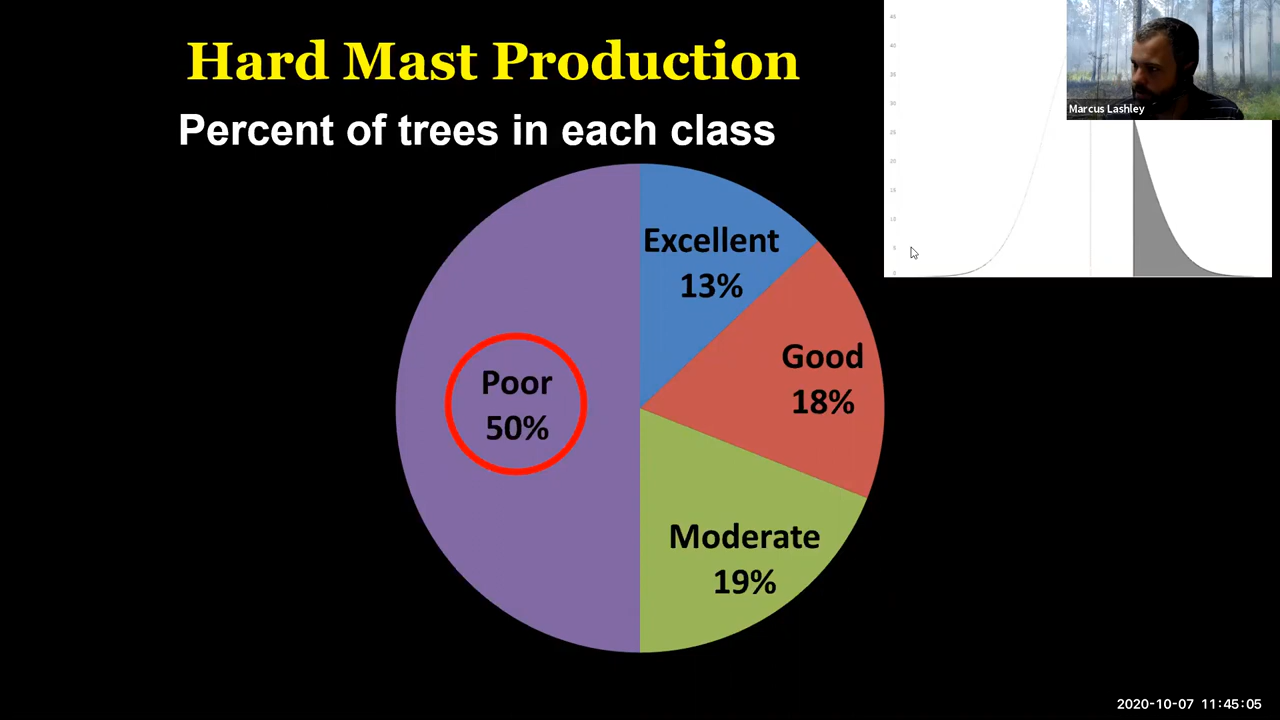 Hard Mast Production
Percent of trees in each class
Marcus Lashley
Excellent
13%
Good
18%
Poor
50%
Moderate
19%
2020-10-07 11:45:05